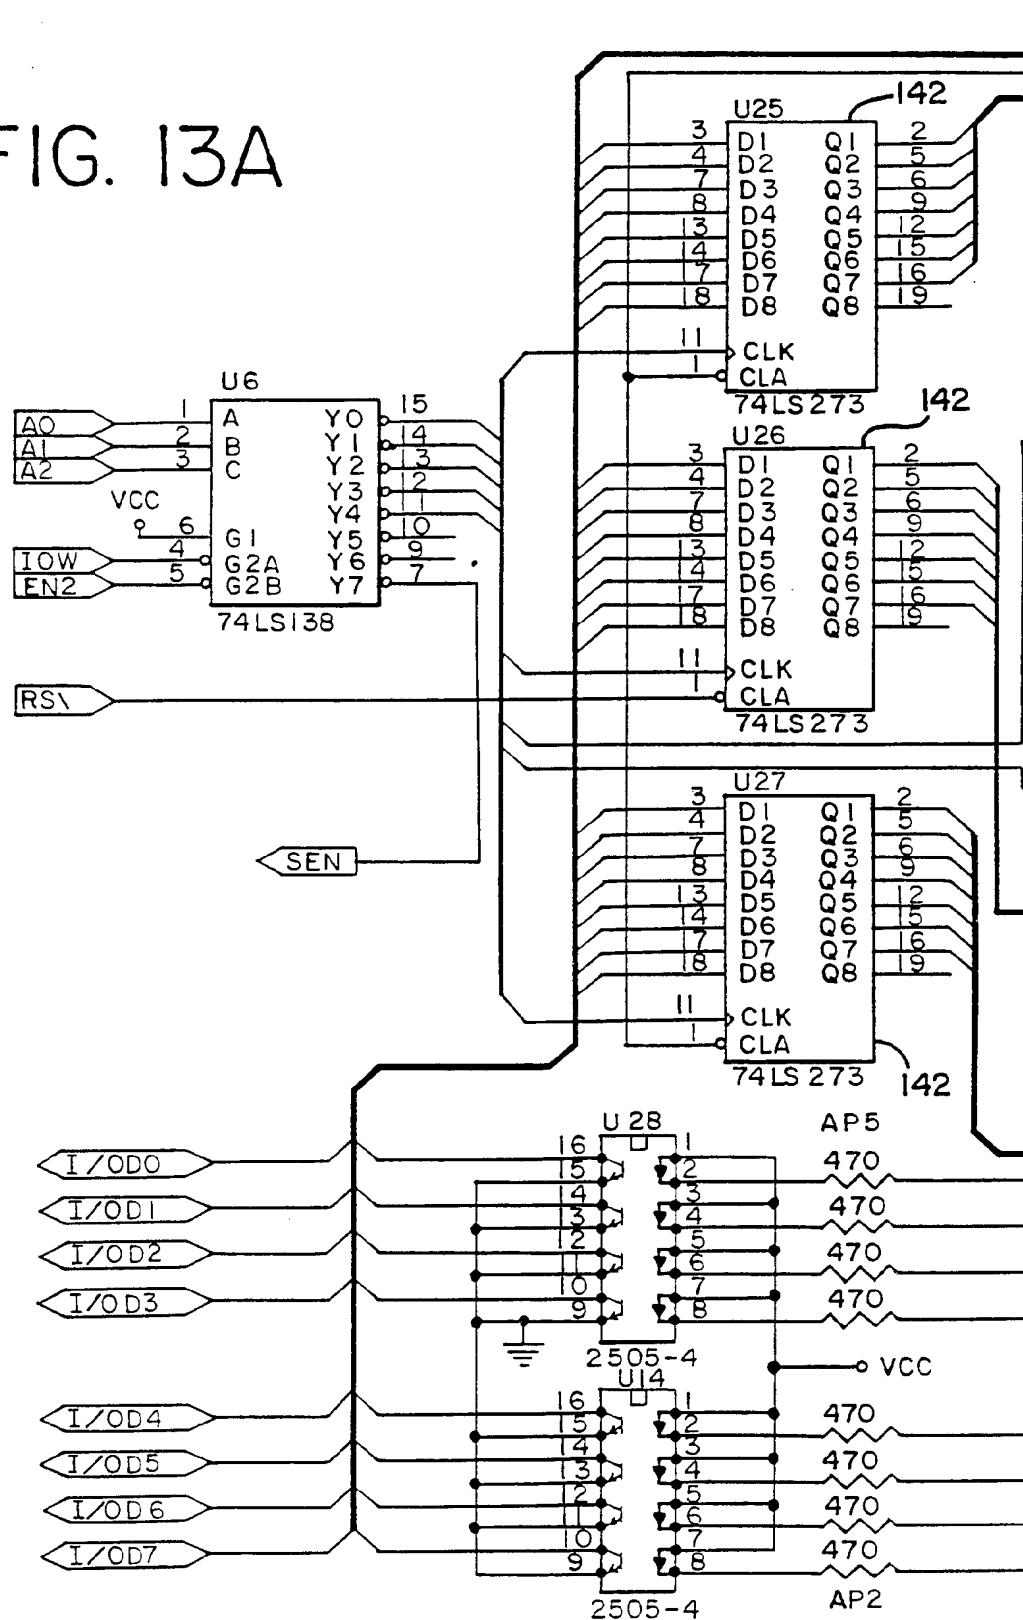 FIG. 13A
142
U25
3 D1 Q1 2
4 D2 Q2 5
7 D3 Q3 6
8 D4 Q4 9
13 D5 Q5 12
14 D6 Q6 15
17 D7 Q7 16
18 D8 Q8 19
11 CLK
1 CLA
74LS273
142
U6
A0 1 A Y0 15
A1 2 B Y1 14
A2 3 C Y2 13
Y3 12
VCC
Y4 11
6 G1 Y5 10
IOW 4 G2A Y6 9
EN2 5 G2B Y7 7
74LS138
U26
3 D1 Q1 2
4 D2 Q2 5
7 D3 Q3 6
8 D4 Q4 9
13 D5 Q5 12
14 D6 Q6 15
17 D7 Q7 16
18 D8 Q8 19
11 CLK
1 CLA
74LS273
RS\
SEN
U27
3 D1 Q1 2
4 D2 Q2 5
7 D3 Q3 6
8 D4 Q4 9
13 D5 Q5 12
14 D6 Q6 15
17 D7 Q7 16
18 D8 Q8 19
11 CLK
1 CLA
74LS273
142
U28
AP5
I/OD0 16 1
15 2 470
I/OD1 14 3
13 4 470
I/OD2 12 5
11 6 470
I/OD3 10 7
9 8 470
2505-4
VCC
U14
I/OD4 16 1
15 2 470
I/OD5 14 3
13 4 470
I/OD6 12 5
11 6 470
I/OD7 10 7
9 8 470
2505-4
AP2